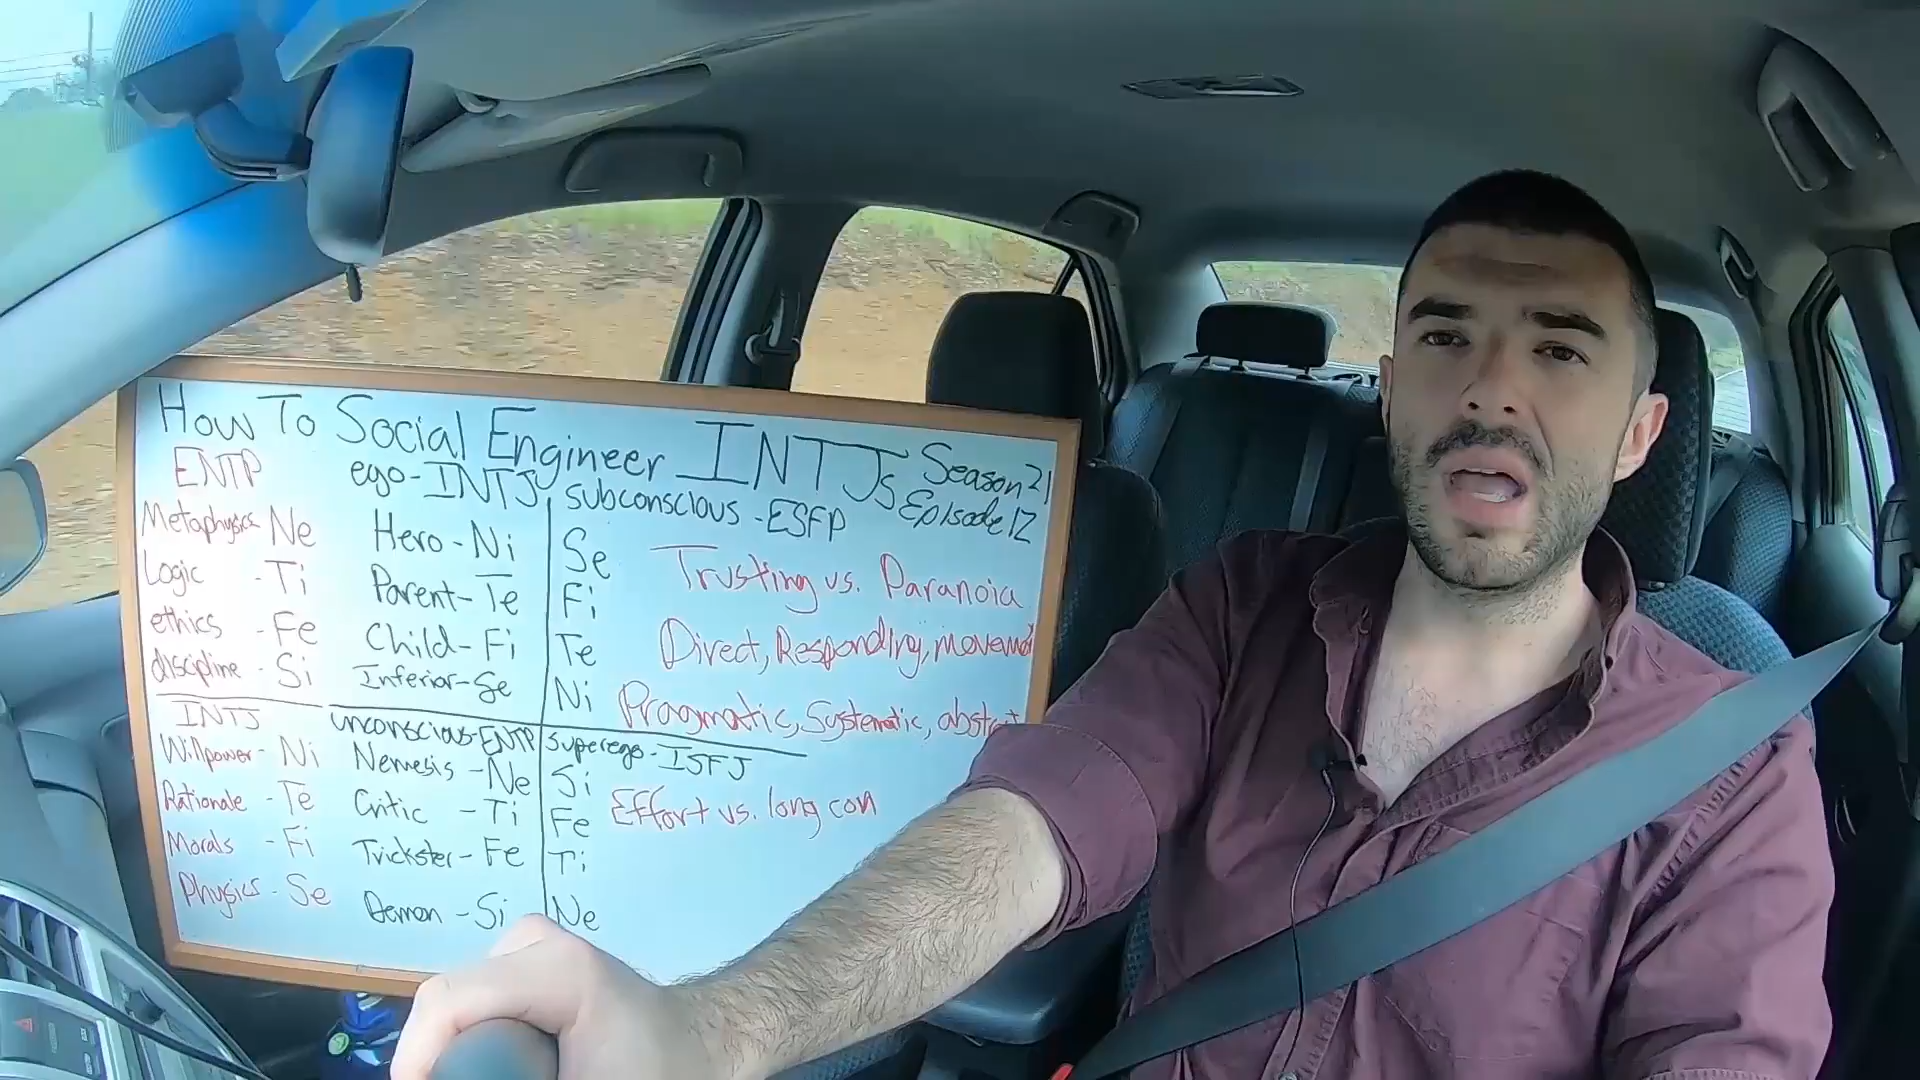 How To Social Engineer INTJs Season 21
Episode 12
ENTP
Metaphysics Ne
Logic - Ti
ethics - Fe
discipline - Si
INTJ
Willpower - Ni
Rationale - Te
Morals - Fi
Physics - Se
ego - INTJ
Hero - Ni
Parent - Te
Child - Fi
Inferior - Se
subconscious - ESFP
Se
Fi
Te
Ni
unconscious - ENTP
Nemesis - Ne
Critic - Ti
Trickster - Fe
Demon - Si
superego - ISFJ
Si
Fe
Ti
Ne
Trusting vs. Paranoia
Direct, Responding, movement
Pragmatic, Systematic, abst
Effort vs. long con